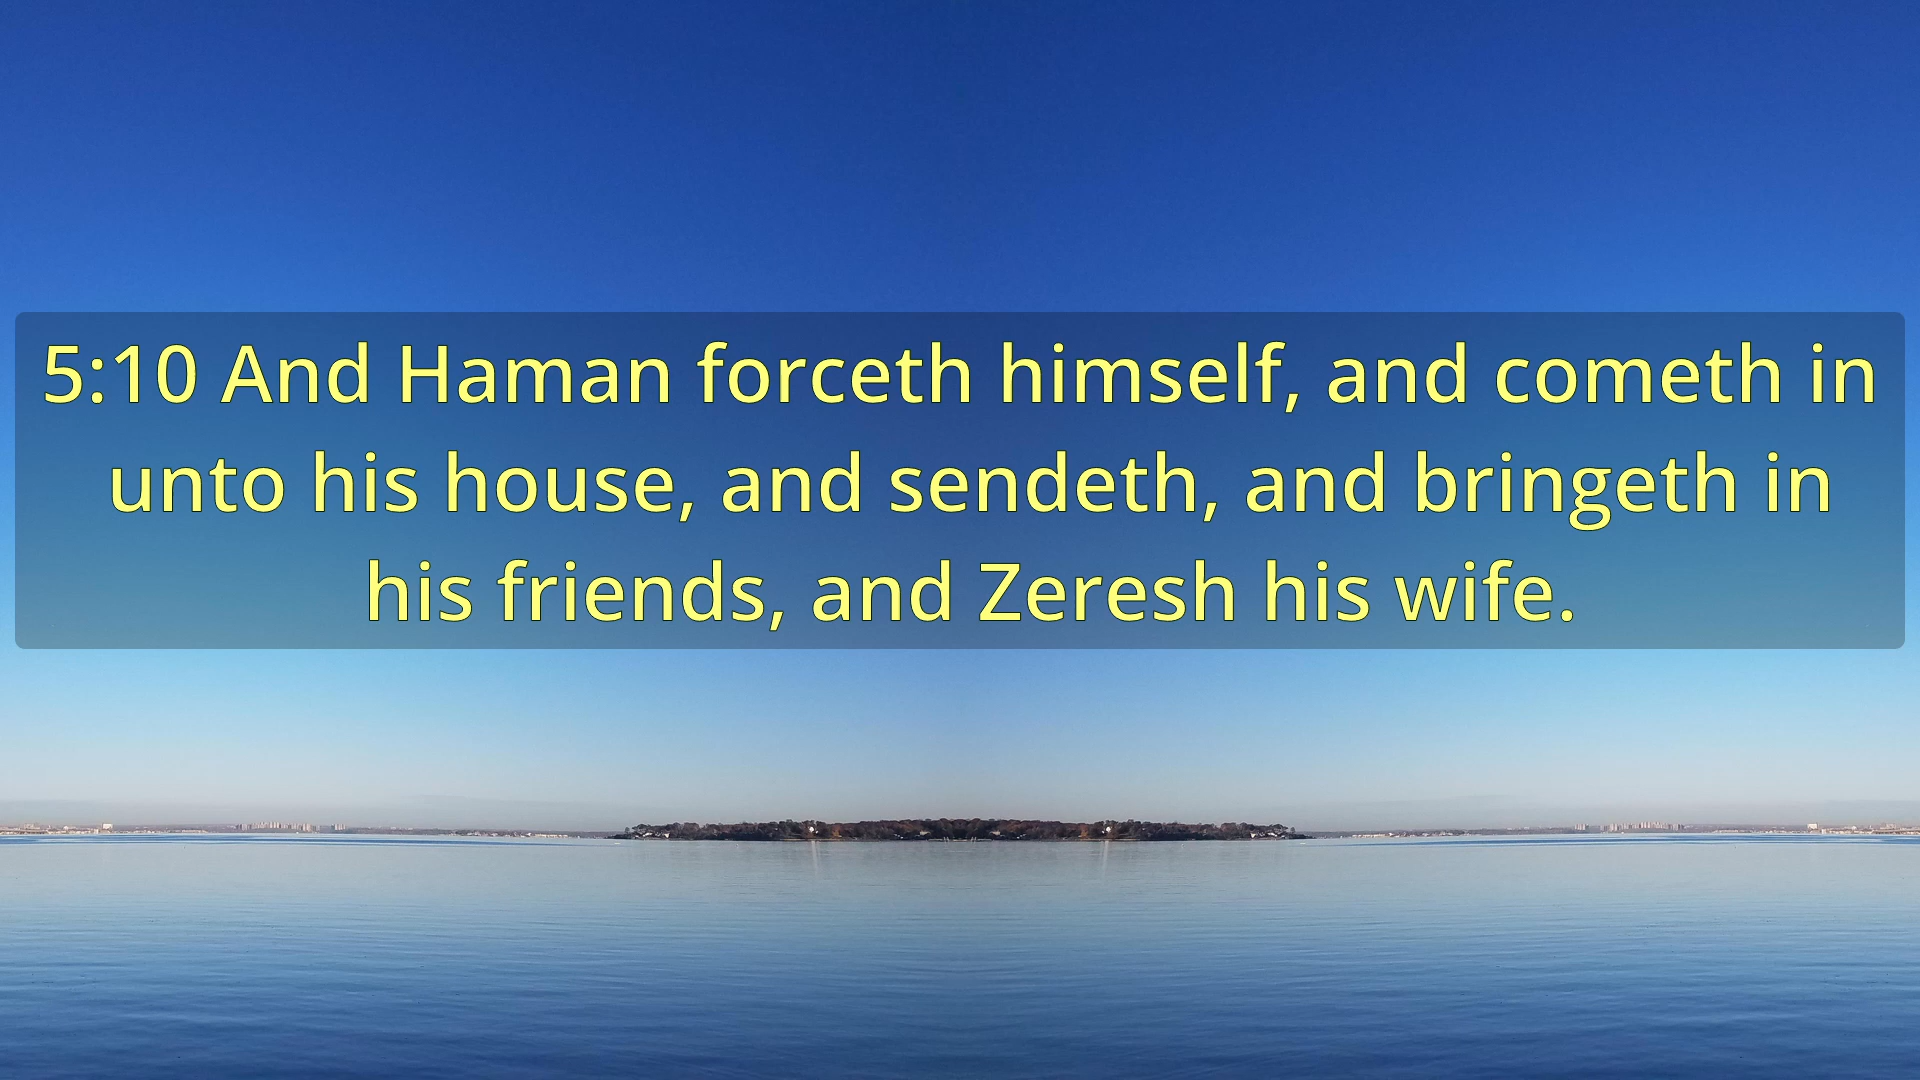 5:10 And Haman forceth himself, and cometh in
unto his house, and sendeth, and bringeth in
his friends, and Zeresh his wife.